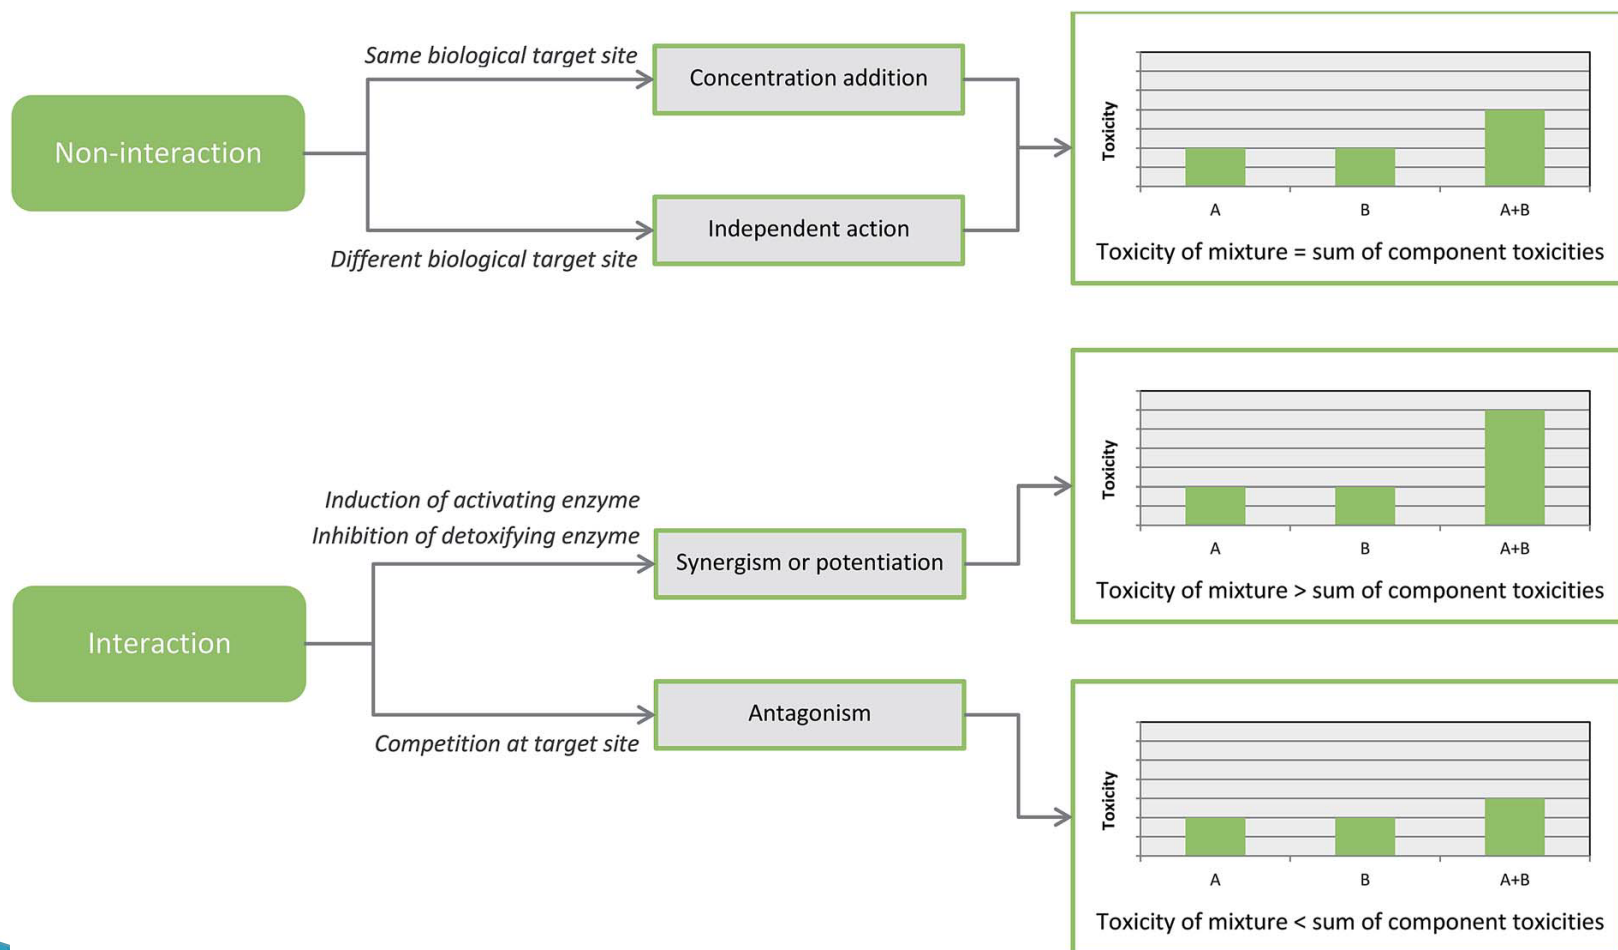 Same biological target site
Concentration addition
Non-interaction
Independent action
Different biological target site
Toxicity
A B A+B
Toxicity of mixture = sum of component toxicities
Induction of activating enzyme
Inhibition of detoxifying enzyme
Synergism or potentiation
Interaction
Antagonism
Competition at target site
Toxicity
A B A+B
Toxicity of mixture > sum of component toxicities
Toxicity
A B A+B
Toxicity of mixture < sum of component toxicities